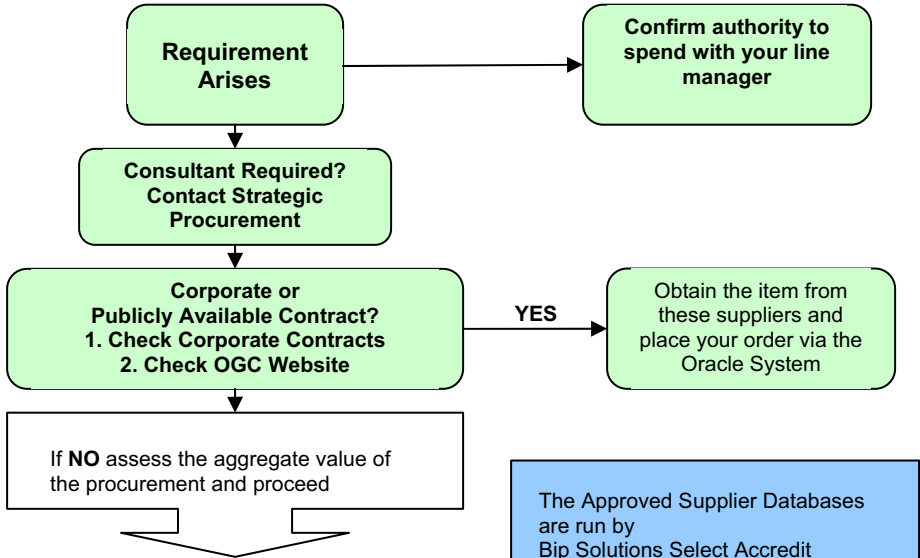 Requirement
Arises
Confirm authority to
spend with your line
manager
Consultant Required?
Contact Strategic
Procurement
Corporate or
Publicly Available Contract?
1. Check Corporate Contracts
2. Check OGC Website
YES
Obtain the item from
these suppliers and
place your order via the
Oracle System
If NO assess the aggregate value of
the procurement and proceed
The Approved Supplier Databases
are run by
Bip Solutions Select Accredit